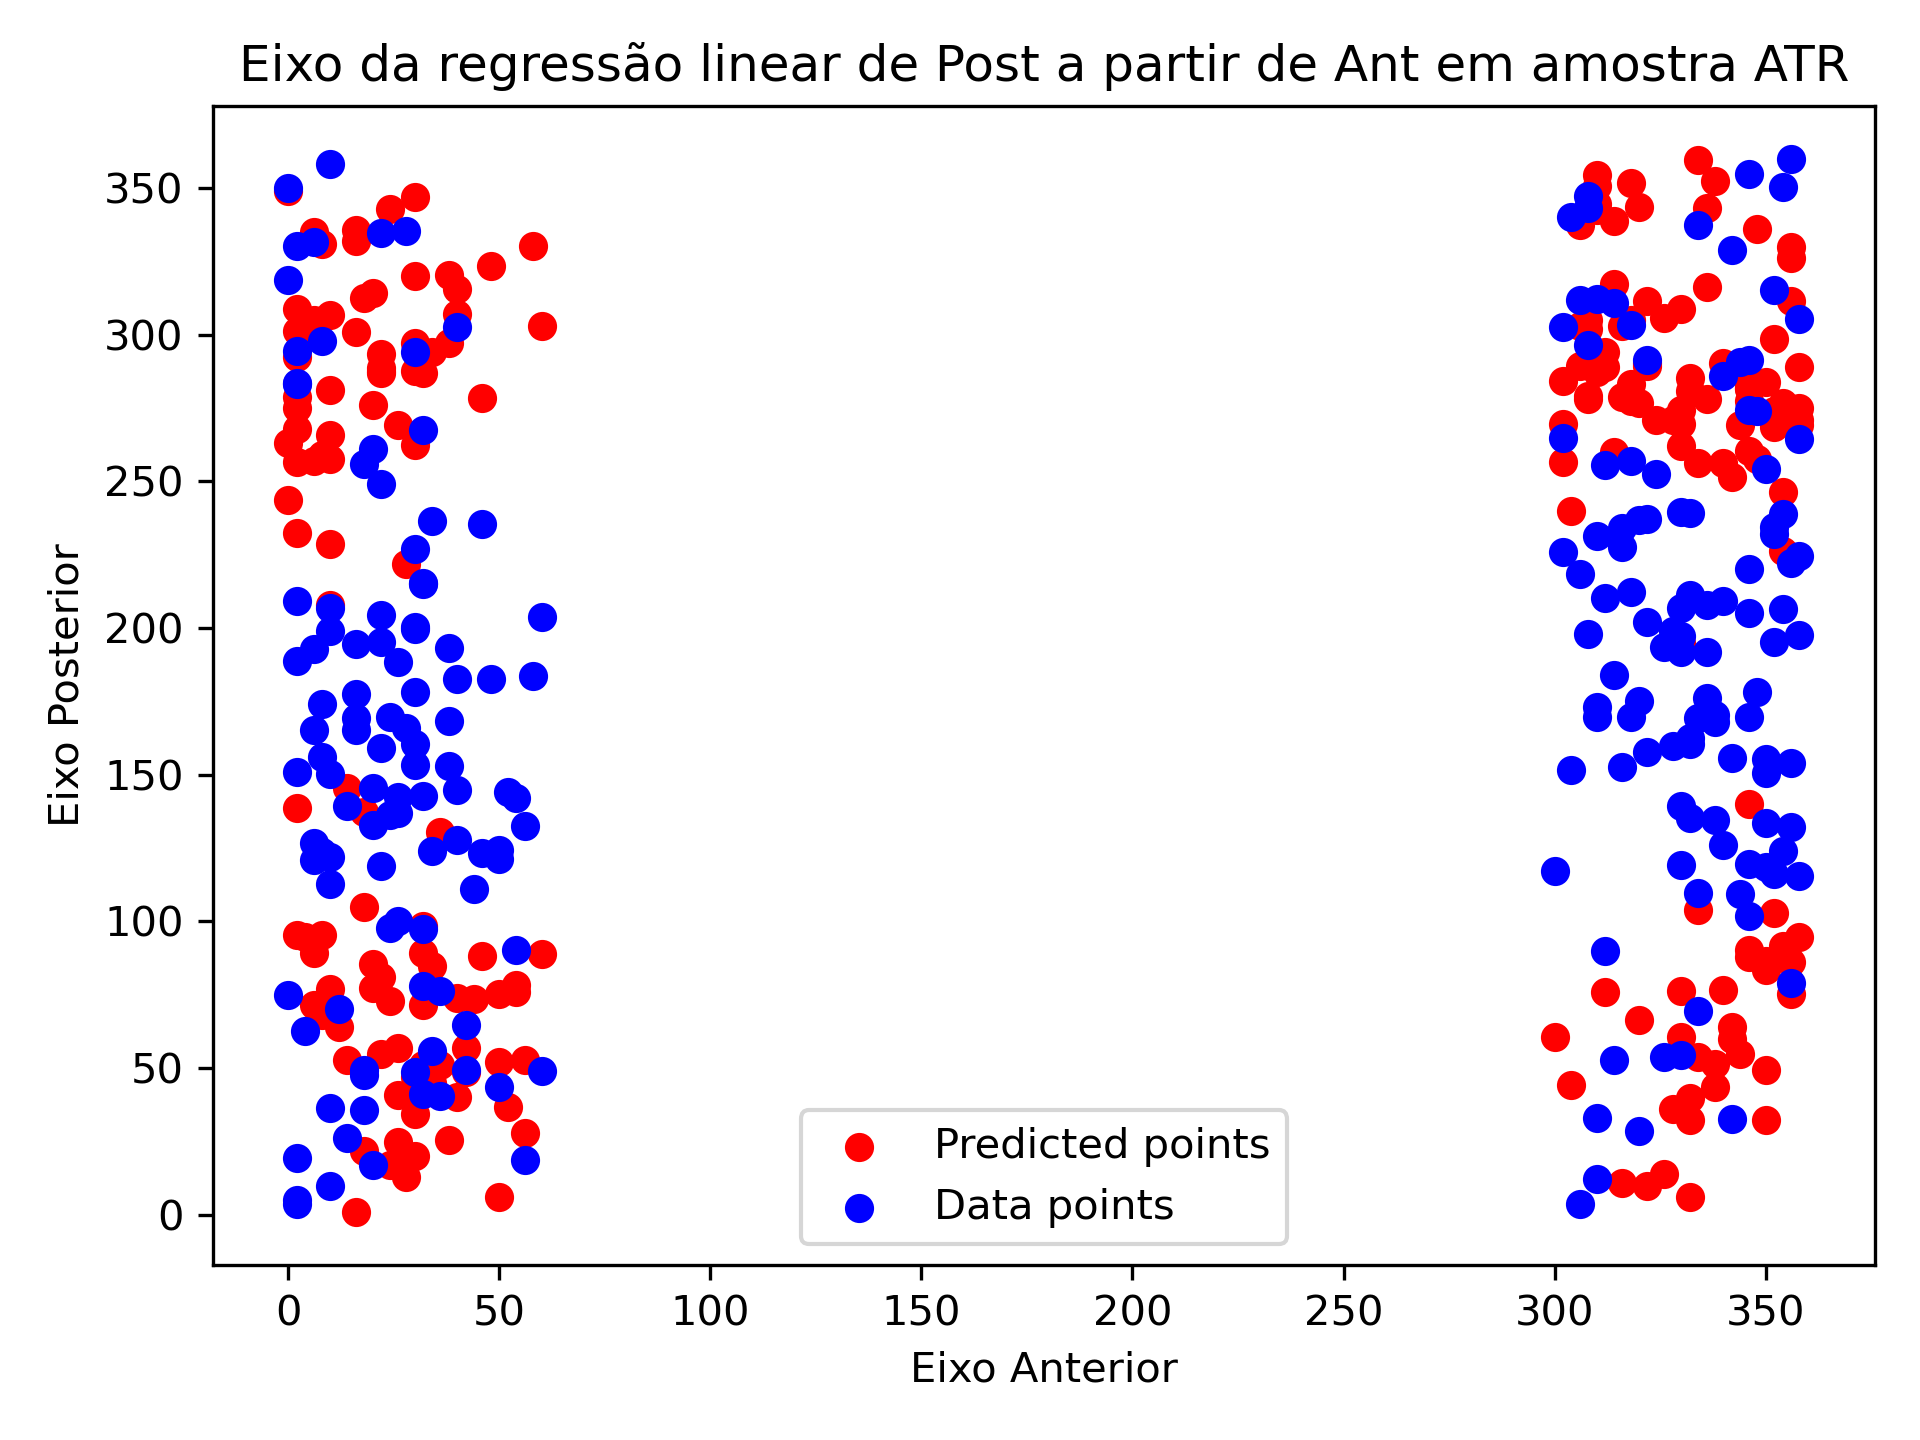 Eixo da regressão linear de Post a partir de Ant em amostra ATR
350
300
250
200
150
100
50
0
Eixo Posterior
Predicted points
Data points
0 50 100 150 200 250 300 350
Eixo Anterior